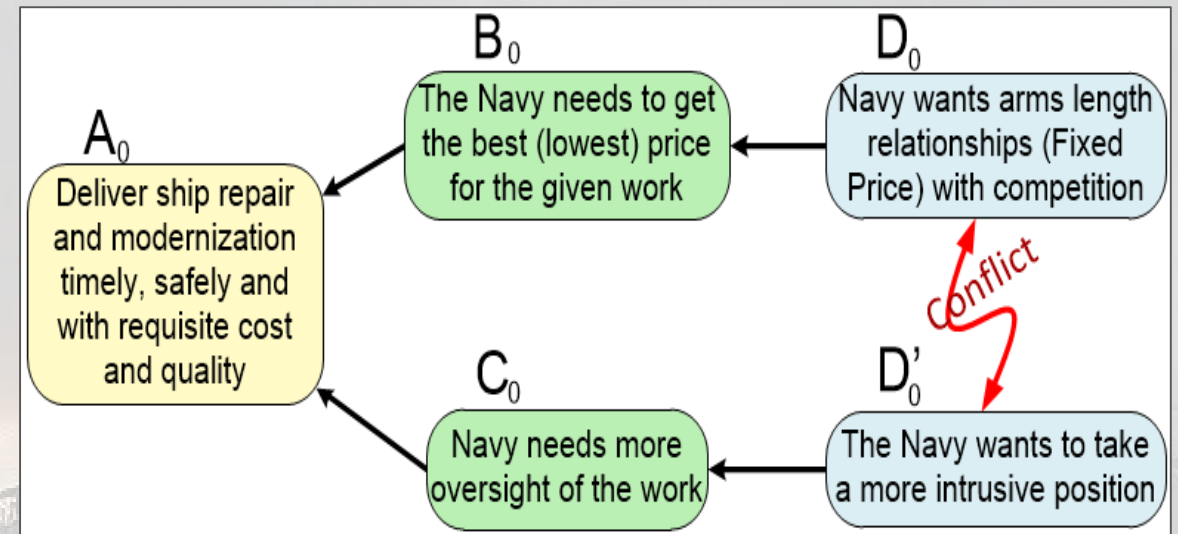 A₀
Deliver ship repair
and modernization
timely, safely and
with requisite cost
and quality
B₀
The Navy needs to get
the best (lowest) price
for the given work
D₀
Navy wants arms length
relationships (Fixed
Price) with competition
Conflict
C₀
Navy needs more
oversight of the work
D₀’
The Navy wants to take
a more intrusive position